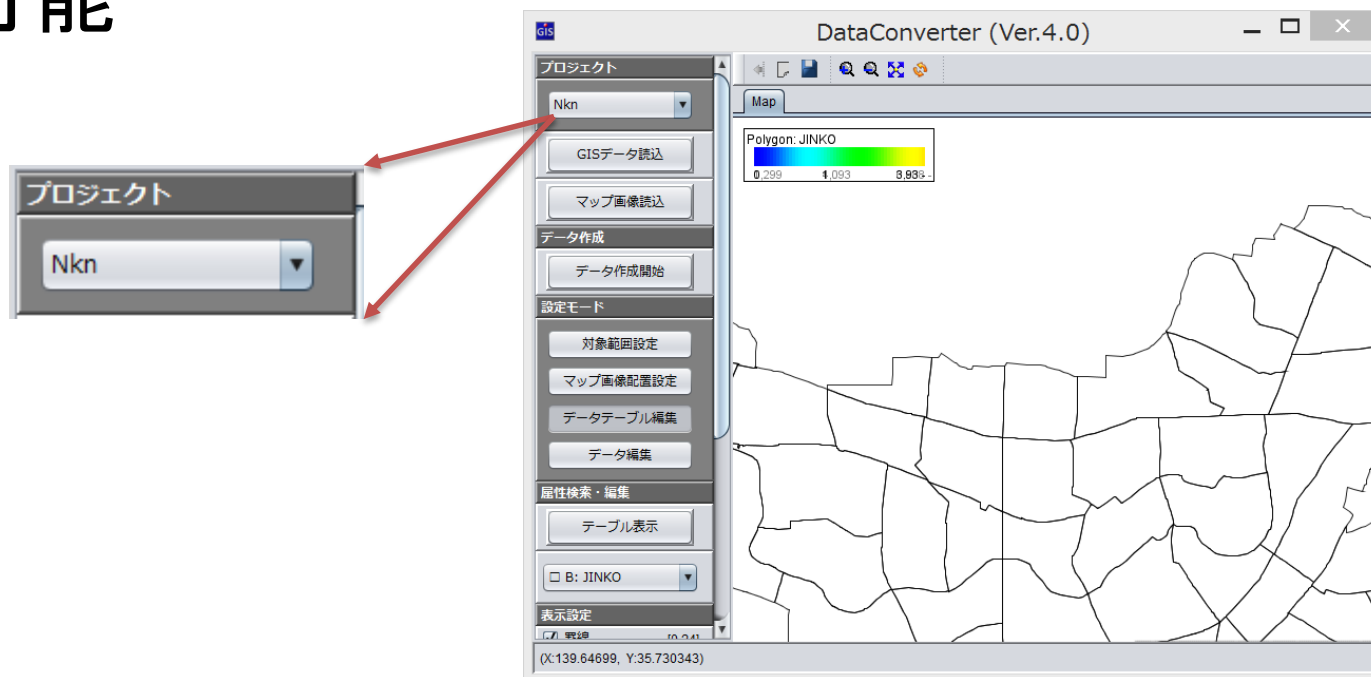 可能
プロジェクト
Nkn
GIS
DataConverter (Ver.4.0)
プロジェクト
Nkn
GISデータ読込
マップ画像読込
データ作成
データ作成開始
設定モード
対象範囲設定
マップ画像配置設定
データテーブル編集
データ編集
属性検索・編集
テーブル表示
B: JINKO
表示設定
Map
Polygon: JINKO
(X:139.64699, Y:35.730343)